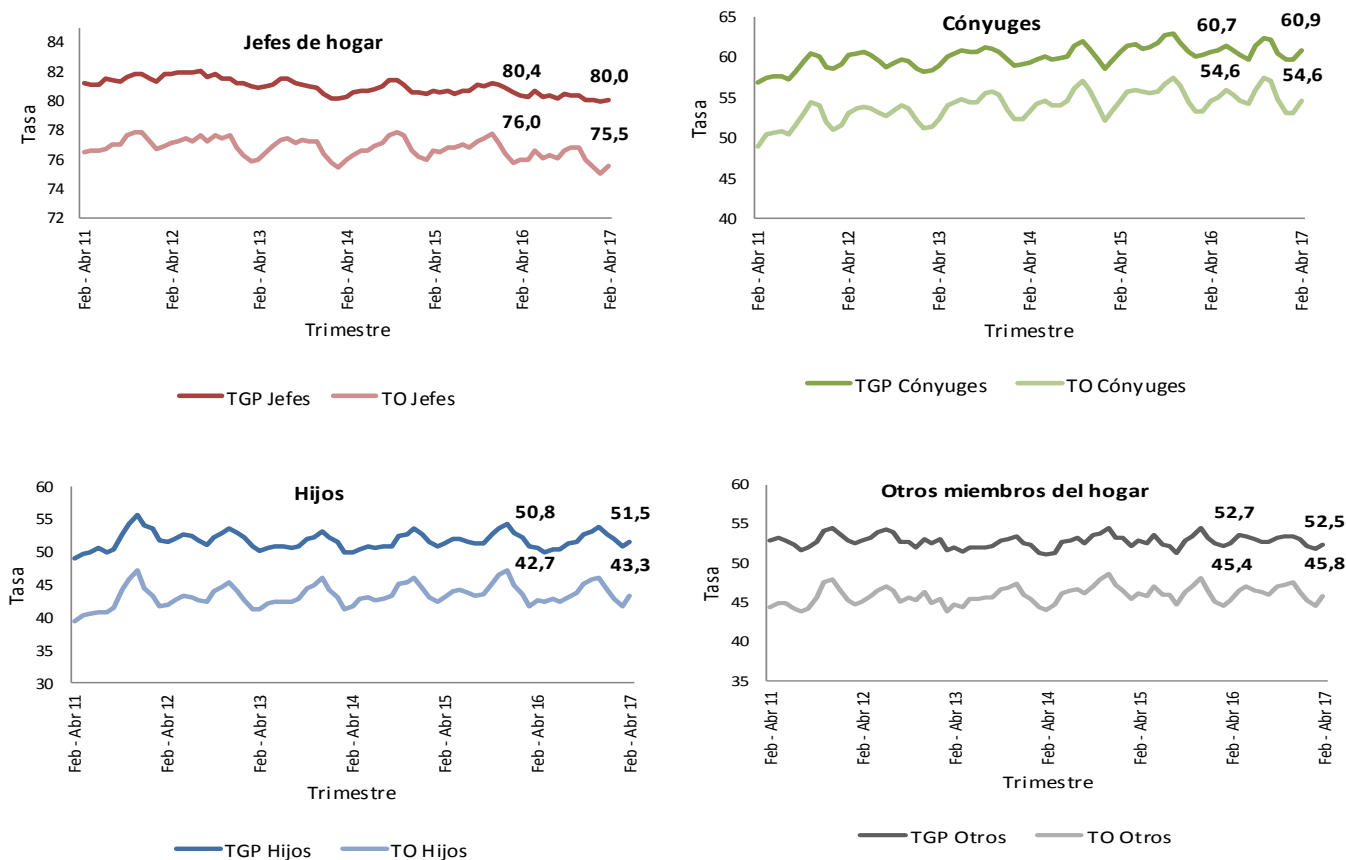 Jefes de hogar
Tasa
84
82
80
78
76
74
72
80,4
80,0
76,0
75,5
Feb - Abr 11
Feb - Abr 12
Feb - Abr 13
Feb - Abr 14
Feb - Abr 15
Feb - Abr 16
Feb - Abr 17
Trimestre
TGP Jefes
TO Jefes
Cónyuges
Tasa
65
60
55
50
45
40
60,7
60,9
54,6
54,6
Feb - Abr 11
Feb - Abr 12
Feb - Abr 13
Feb - Abr 14
Feb - Abr 15
Feb - Abr 16
Feb - Abr 17
Trimestre
TGP Cónyuges
TO Cónyuges
Hijos
Tasa
60
55
50
45
40
35
30
50,8
51,5
42,7
43,3
Feb - Abr 11
Feb - Abr 12
Feb - Abr 13
Feb - Abr 14
Feb - Abr 15
Feb - Abr 16
Feb - Abr 17
Trimestre
TGP Hijos
TO Hijos
Otros miembros del hogar
Tasa
60
55
50
45
40
35
52,7
52,5
45,4
45,8
Feb - Abr 11
Feb - Abr 12
Feb - Abr 13
Feb - Abr 14
Feb - Abr 15
Feb - Abr 16
Feb - Abr 17
Trimestre
TGP Otros
TO Otros